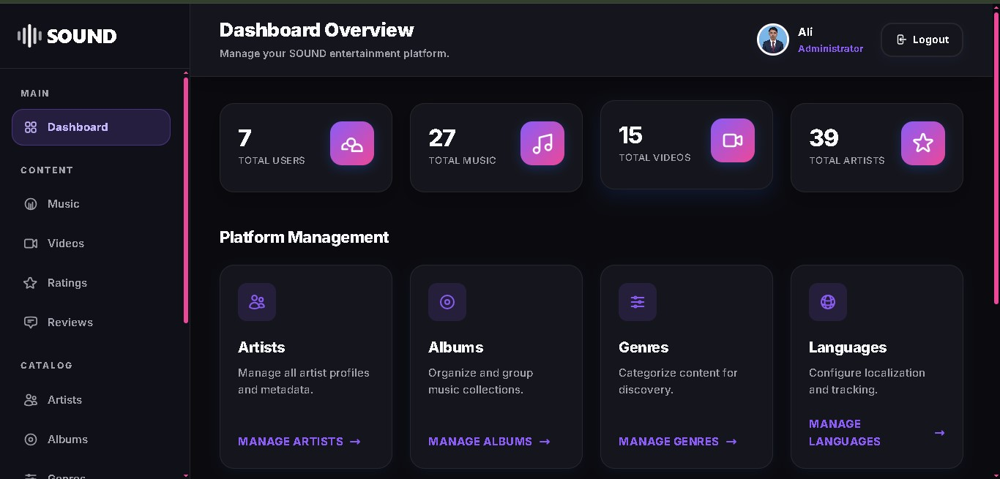 SOUND
MAIN
Dashboard
CONTENT
Music
Videos
Ratings
Reviews
CATALOG
Artists
Albums
Genres
Dashboard Overview
Manage your SOUND entertainment platform.
Ali
Administrator
Logout
7
TOTAL USERS
27
TOTAL MUSIC
15
TOTAL VIDEOS
39
TOTAL ARTISTS
Platform Management
Artists
Manage all artist profiles
and metadata.
MANAGE ARTISTS →
Albums
Organize and group
music collections.
MANAGE ALBUMS →
Genres
Categorize content for
discovery.
MANAGE GENRES →
Languages
Configure localization
and tracking.
MANAGE
LANGUAGES →